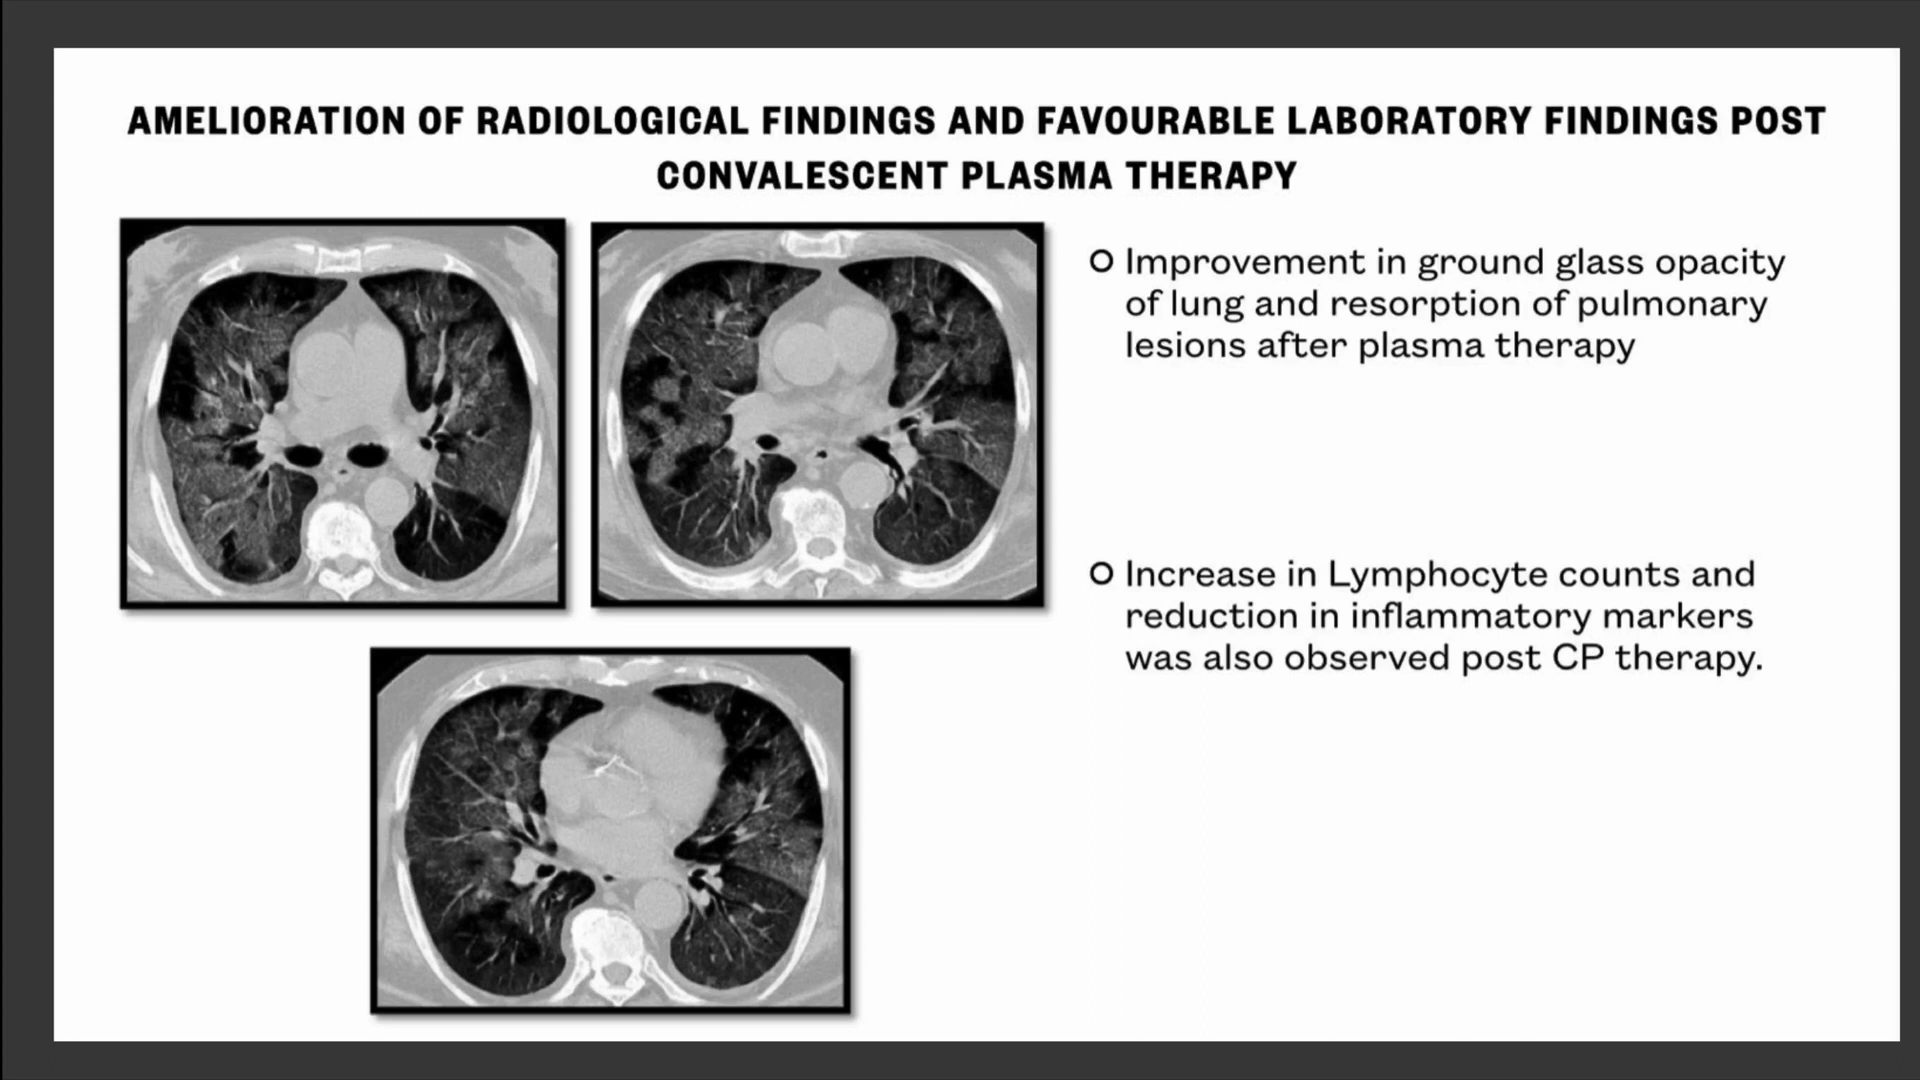 AMELIORATION OF RADIOLOGICAL FINDINGS AND FAVOURABLE LABORATORY FINDINGS POST
CONVALESCENT PLASMA THERAPY
Improvement in ground glass opacity
of lung and resorption of pulmonary
lesions after plasma therapy
Increase in Lymphocyte counts and
reduction in inflammatory markers
was also observed post CP therapy.